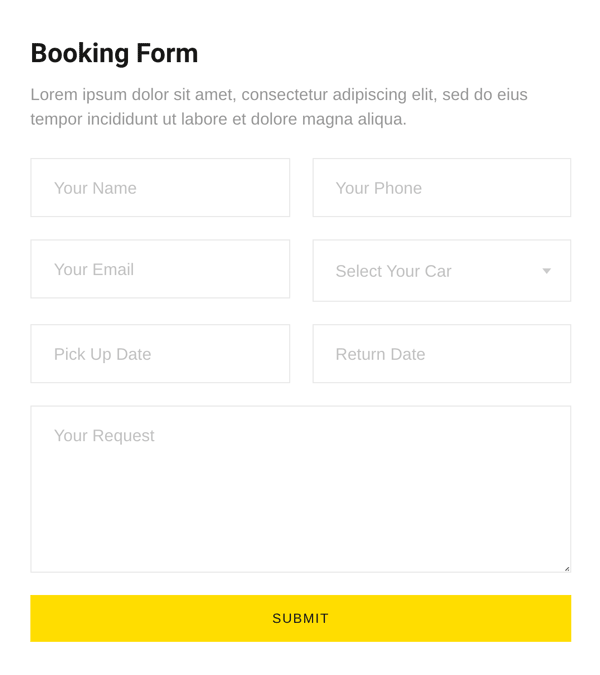 Booking Form
Lorem ipsum dolor sit amet, consectetur adipiscing elit, sed do eius
tempor incididunt ut labore et dolore magna aliqua.
Your Name
Your Phone
Your Email
Select Your Car
Pick Up Date
Return Date
Your Request
SUBMIT